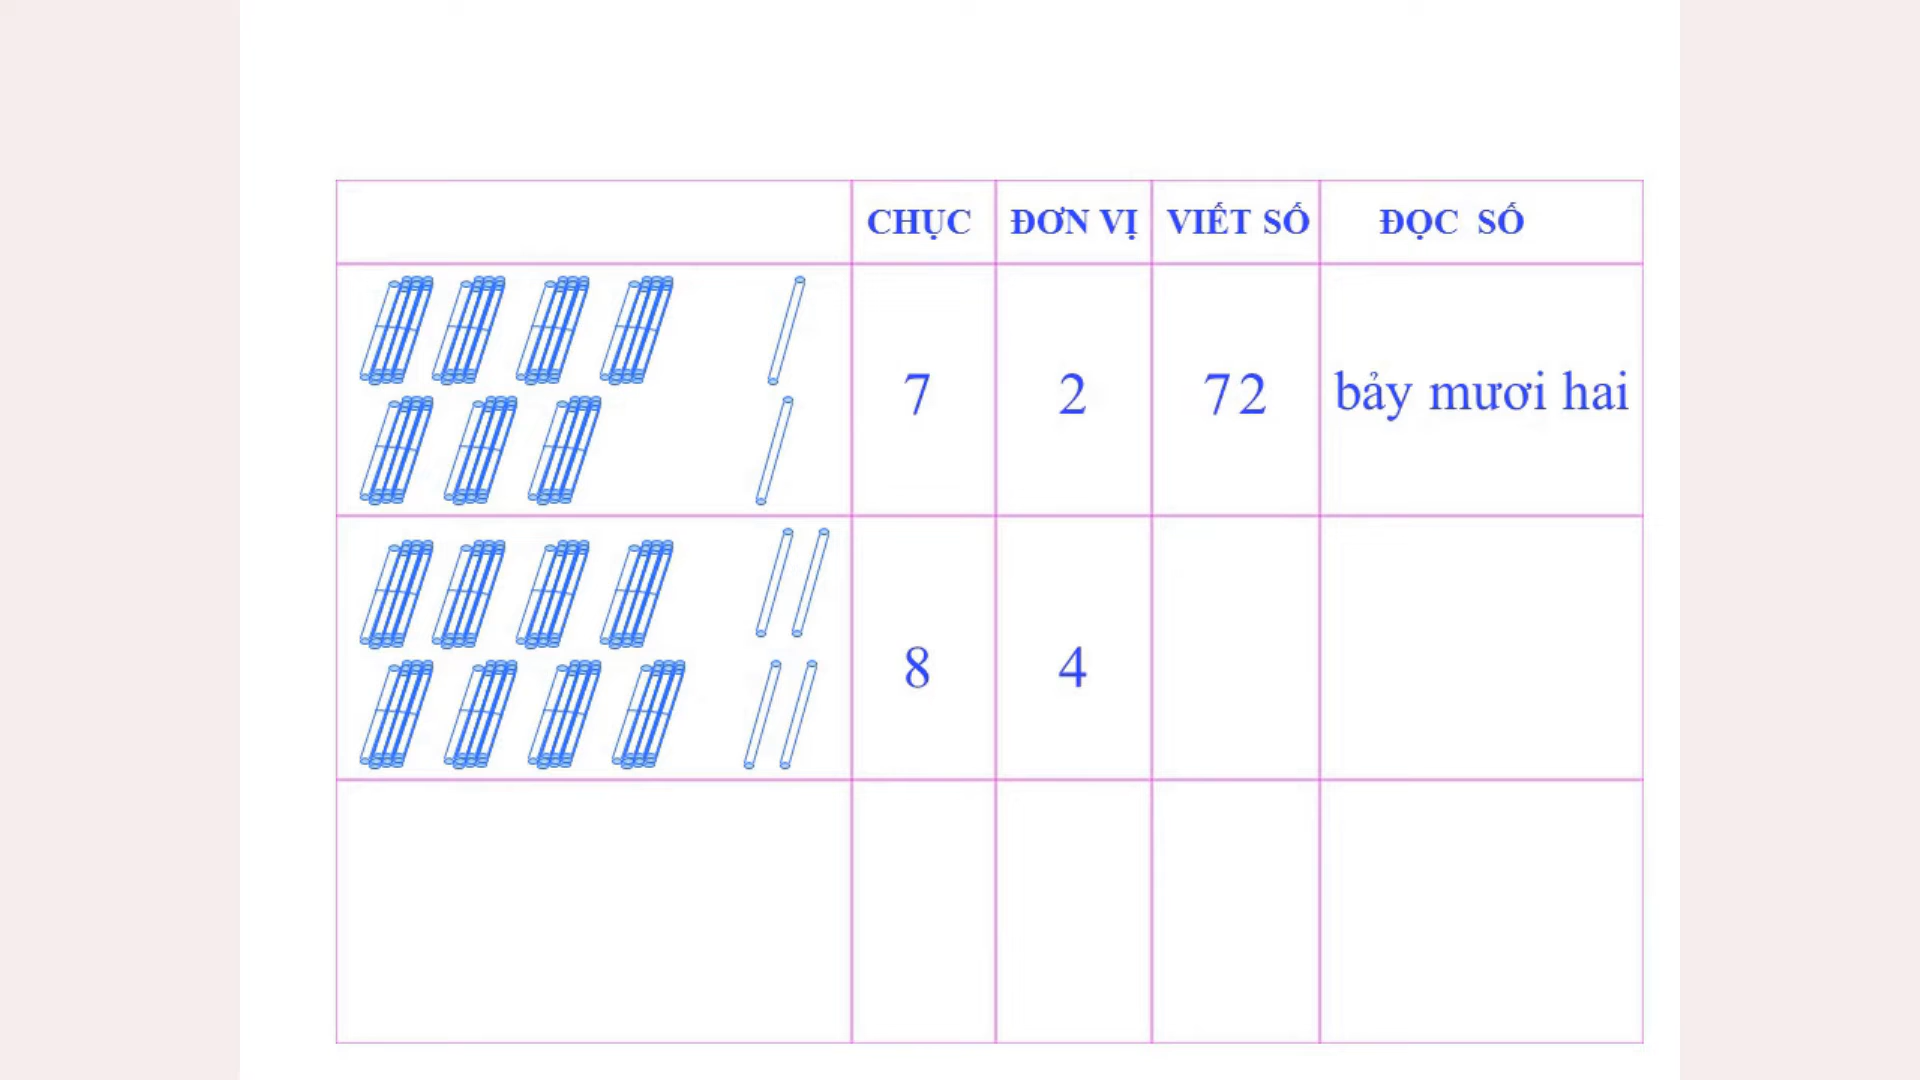 CHỤC ĐƠN VỊ VIẾT SỐ ĐỌC SỐ
7 2 72 bảy mươi hai
8 4